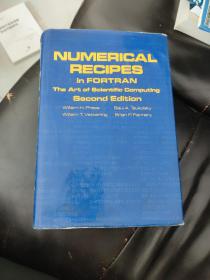 NUMERICAL
RECIPES
in FORTRAN
The Art of Scientific Computing
Second Edition
William H. Press Saul A. Teukolsky
William T. Vetterling Brian P. Flannery